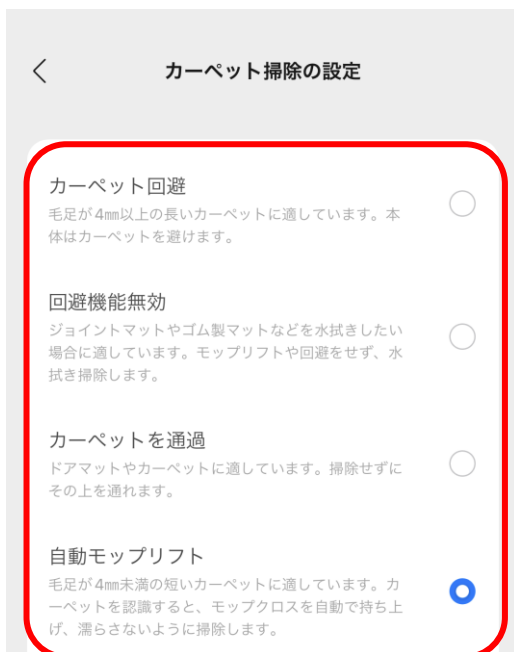 カーペット掃除の設定
カーペット回避
毛足が4㎜以上の長いカーペットに適しています。本
体はカーペットを避けます。
回避機能無効
ジョイントマットやゴム製マットなどを水拭きしたい
場合に適しています。モップリフトや回避をせず、水
拭き掃除します。
カーペットを通過
ドアマットやカーペットに適しています。掃除せずに
その上を通れます。
自動モップリフト
毛足が4㎜未満の短いカーペットに適しています。カ
ーペットを認識すると、モップクロスを自動で持ち上
げ、濡らさないように掃除します。